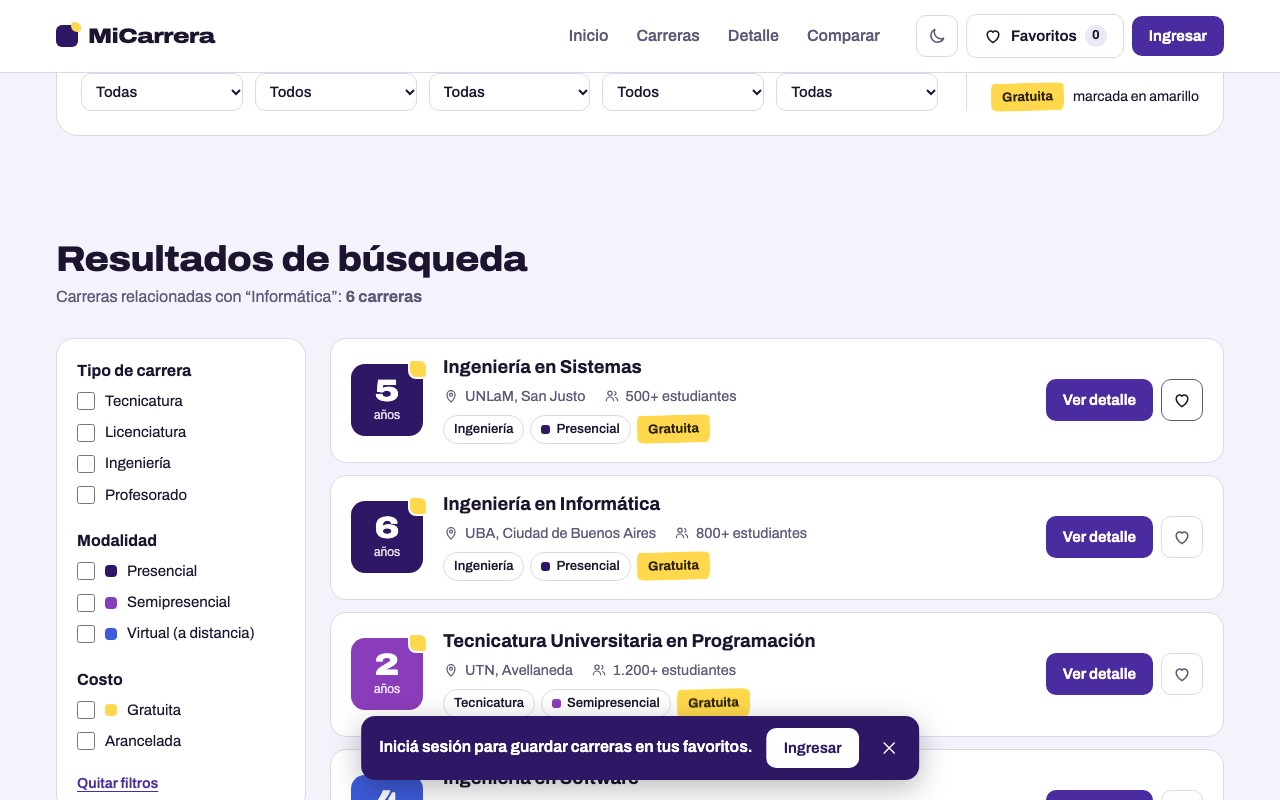 MiCarrera
Inicio Carreras Detalle Comparar Favoritos 0 Ingresar
Todas Todos Todas Todos Todas Gratuita marcada en amarillo
Resultados de búsqueda
Carreras relacionadas con “Informática”: 6 carreras
Tipo de carrera
Tecnicatura
Licenciatura
Ingeniería
Profesorado
Modalidad
Presencial
Semipresencial
Virtual (a distancia)
Costo
Gratuita
Arancelada
Quitar filtros
5 años
Ingeniería en Sistemas
UNLaM, San Justo 500+ estudiantes
Ingeniería Presencial Gratuita
Ver detalle
6 años
Ingeniería en Informática
UBA, Ciudad de Buenos Aires 800+ estudiantes
Ingeniería Presencial Gratuita
Ver detalle
2 años
Tecnicatura Universitaria en Programación
UTN, Avellaneda 1.200+ estudiantes
Tecnicatura Semipresencial Gratuita
Ver detalle
Iniciá sesión para guardar carreras en tus favoritos. Ingresar
4
Ingeniería en Software